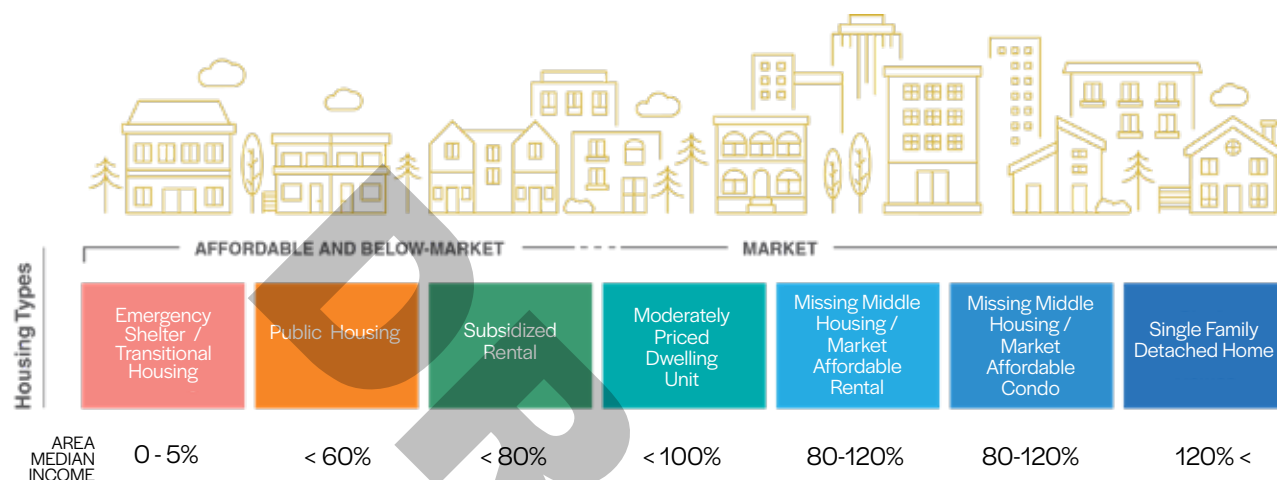 AFFORDABLE AND BELOW-MARKET
MARKET
Housing Types
Emergency
Shelter /
Transitional
Housing
Public Housing
Subsidized
Rental
Moderately
Priced
Dwelling
Unit
Missing Middle
Housing /
Market
Affordable
Rental
Missing Middle
Housing /
Market
Affordable
Condo
Single Family
Detached Home
AREA
MEDIAN
INCOME
0 - 5%
< 60%
< 80%
< 100%
80-120%
80-120%
120% <
DR